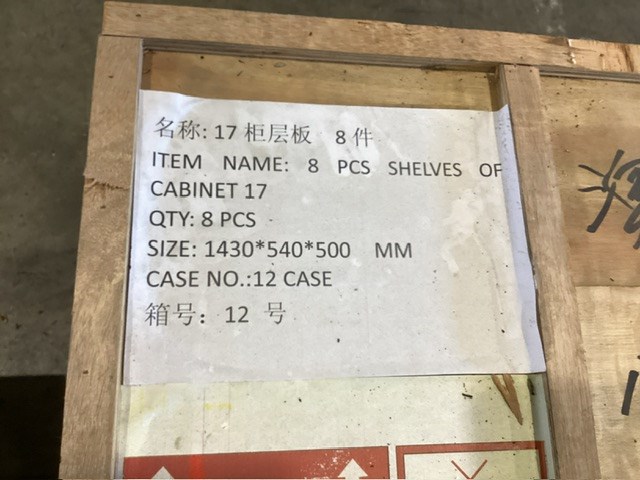 名称: 17 柜层板 8 件
ITEM NAME: 8 PCS SHELVES OF
CABINET 17
QTY: 8 PCS
SIZE: 1430*540*500 MM
CASE NO.:12 CASE
箱号: 12 号